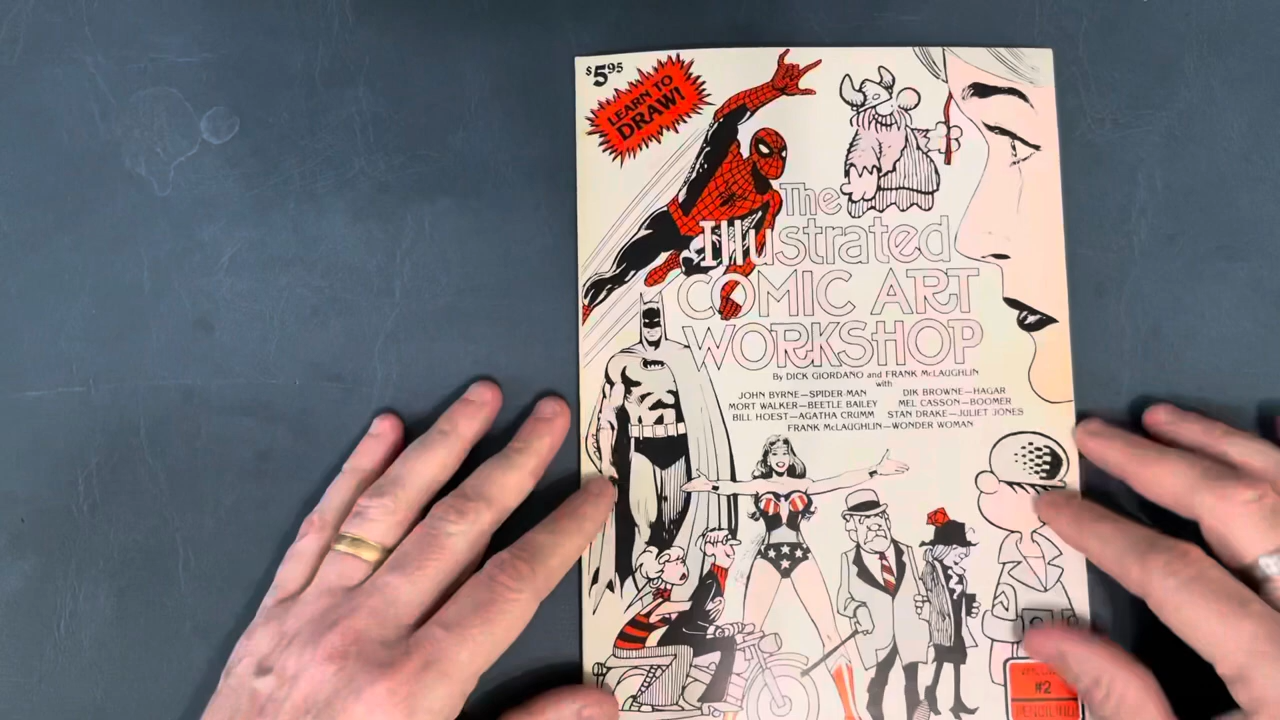 $5.95
LEARN TO
DRAW!
The
Illustrated
COMIC ART
WORKSHOP
By DICK GIORDANO and FRANK McLAUGHLIN
with
JOHN BYRNE—SPIDER-MAN DIK BROWNE—HAGAR
MORT WALKER—BEETLE BAILEY MEL CASSON—BOOMER
BILL HOEST—AGATHA CRUMM STAN DRAKE—JULIET JONES
FRANK McLAUGHLIN—WONDER WOMAN
#2
PENCILING